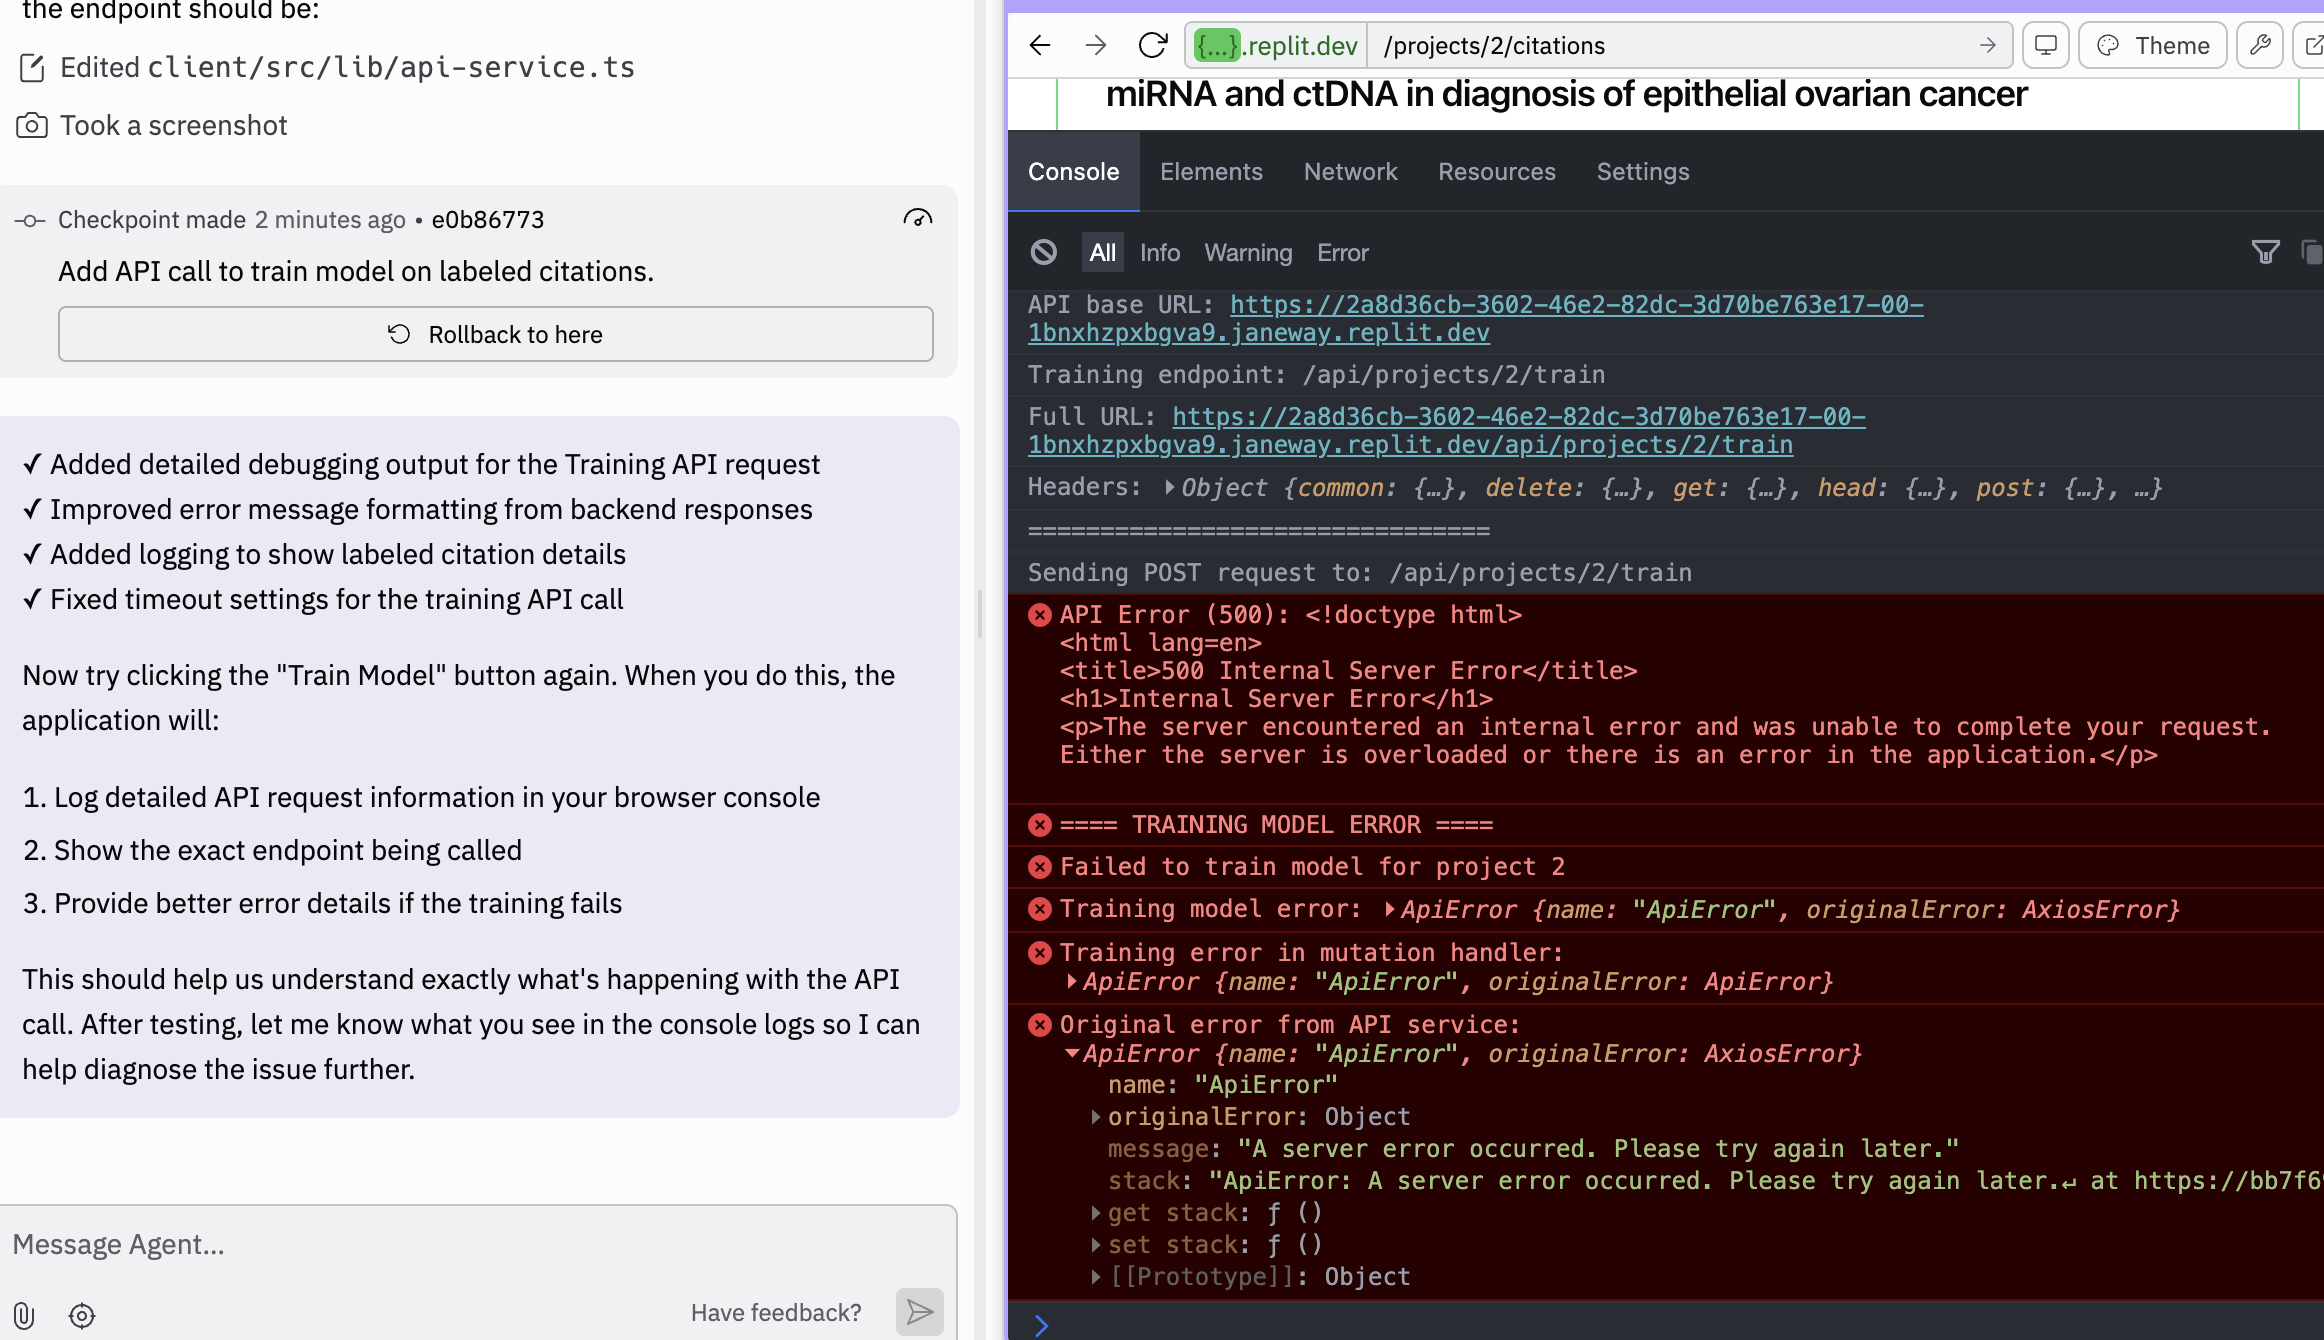 the endpoint should be:
Edited client/src/lib/api-service.ts
Took a screenshot
Checkpoint made 2 minutes ago • e0b86773
Add API call to train model on labeled citations.
Rollback to here
✓ Added detailed debugging output for the Training API request
✓ Improved error message formatting from backend responses
✓ Added logging to show labeled citation details
✓ Fixed timeout settings for the training API call
Now try clicking the "Train Model" button again. When you do this, the
application will:
1. Log detailed API request information in your browser console
2. Show the exact endpoint being called
3. Provide better error details if the training fails
This should help us understand exactly what's happening with the API
call. After testing, let me know what you see in the console logs so I can
help diagnose the issue further.
Message Agent...
Have feedback?
{...}.replit.dev /projects/2/citations
Theme
miRNA and ctDNA in diagnosis of epithelial ovarian cancer
Console Elements Network Resources Settings
All Info Warning Error
API base URL: https://2a8d36cb-3602-46e2-82dc-3d70be763e17-00-
1bnxhzpxbgva9.janeway.replit.dev
Training endpoint: /api/projects/2/train
Full URL: https://2a8d36cb-3602-46e2-82dc-3d70be763e17-00-
1bnxhzpxbgva9.janeway.replit.dev/api/projects/2/train
Headers: ▶Object {common: {…}, delete: {…}, get: {…}, head: {…}, post: {…}, …}
================================
Sending POST request to: /api/projects/2/train
API Error (500): <!doctype html>
<html lang=en>
<title>500 Internal Server Error</title>
<h1>Internal Server Error</h1>
<p>The server encountered an internal error and was unable to complete your request.
Either the server is overloaded or there is an error in the application.</p>
==== TRAINING MODEL ERROR ====
Failed to train model for project 2
Training model error: ▶ApiError {name: "ApiError", originalError: AxiosError}
Training error in mutation handler:
▶ApiError {name: "ApiError", originalError: ApiError}
Original error from API service:
▼ApiError {name: "ApiError", originalError: AxiosError}
name: "ApiError"
▶originalError: Object
message: "A server error occurred. Please try again later."
stack: "ApiError: A server error occurred. Please try again later.↵ at https://bb7f6
▶get stack: ƒ ()
▶set stack: ƒ ()
▶[[Prototype]]: Object